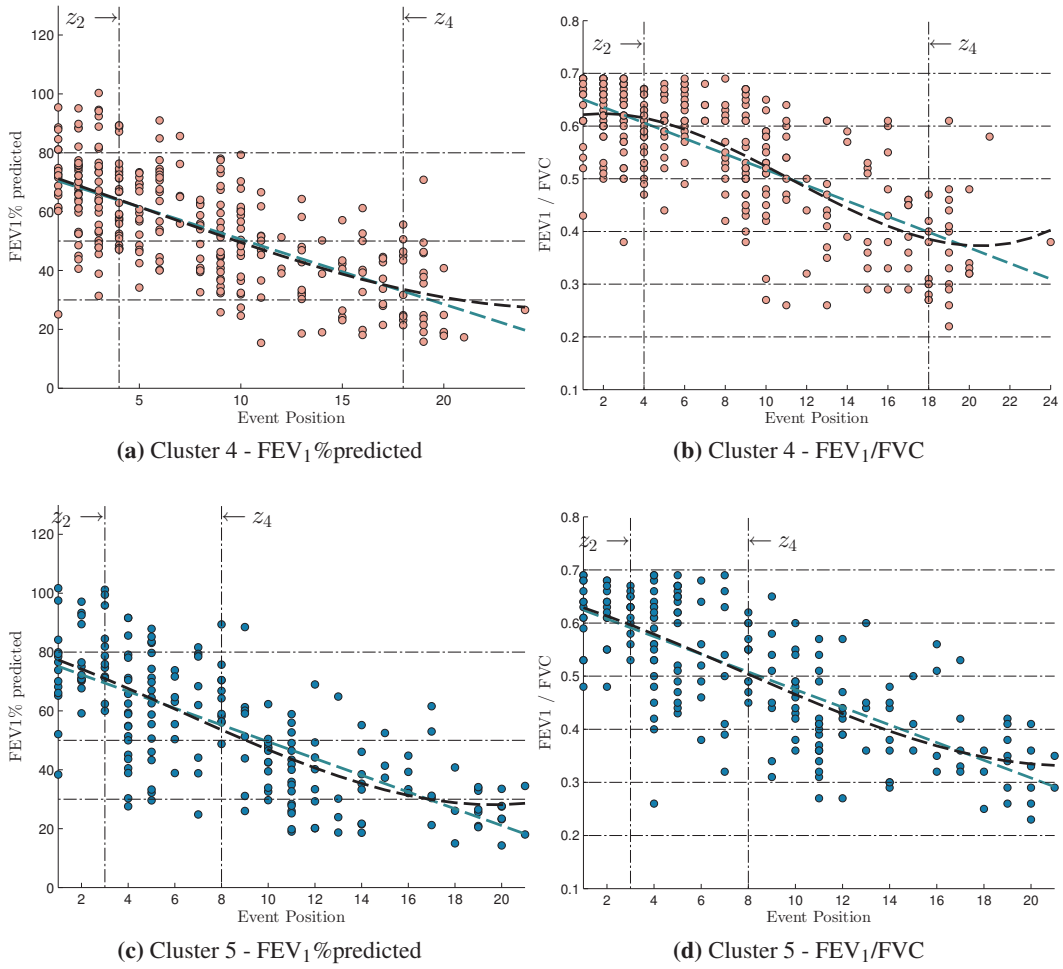 z2 → ← z4
120
100
80
60
40
20
0
5 10 15 20
FEV1% predicted
Event Position
(a) Cluster 4 - FEV1%predicted
z2 → ← z4
0.8
0.7
0.6
0.5
0.4
0.3
0.2
0.1
2 4 6 8 10 12 14 16 18 20 22 24
FEV1 / FVC
Event Position
(b) Cluster 4 - FEV1/FVC
z2 → ← z4
120
100
80
60
40
20
0
2 4 6 8 10 12 14 16 18 20
FEV1% predicted
Event Position
(c) Cluster 5 - FEV1%predicted
z2 → ← z4
0.8
0.7
0.6
0.5
0.4
0.3
0.2
0.1
2 4 6 8 10 12 14 16 18 20
FEV1 / FVC
Event Position
(d) Cluster 5 - FEV1/FVC